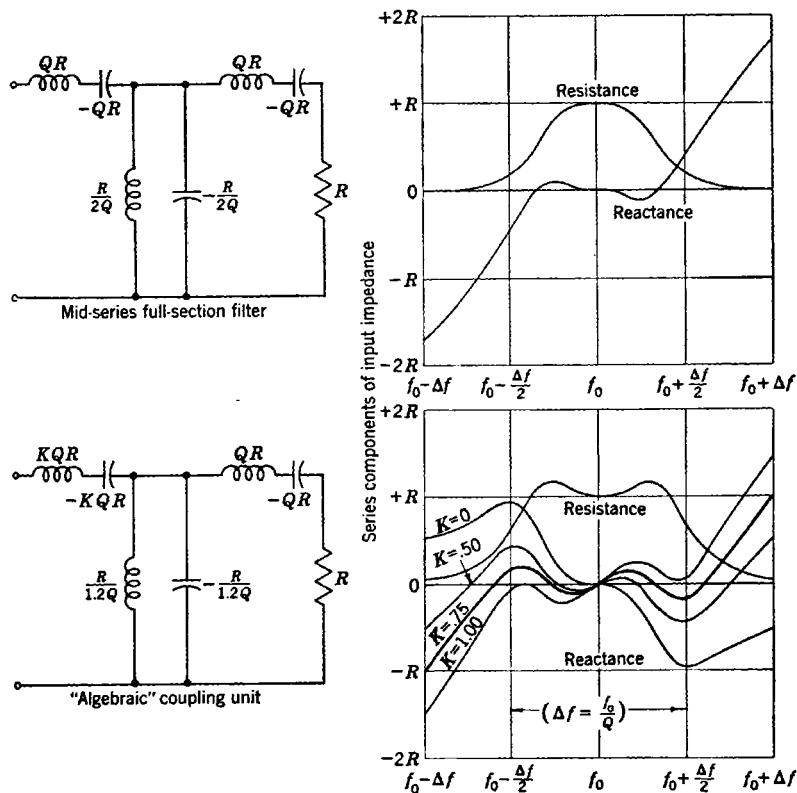 QR
-QR
QR
-QR
R/2Q
-R/2Q
R
Mid-series full-section filter
KQR
-KQR
QR
-QR
R/1.2Q
-R/1.2Q
R
"Algebraic" coupling unit
Series components of input impedance
+2R
+R
0
-R
-2R
Resistance
Reactance
f₀-Δf
f₀-Δf/2
f₀
f₀+Δf/2
f₀+Δf
+2R
+R
0
-R
-2R
K=0
K=.50
K=.75
K=1.00
Resistance
Reactance
(Δf = f₀/Q)
f₀-Δf
f₀-Δf/2
f₀
f₀+Δf/2
f₀+Δf